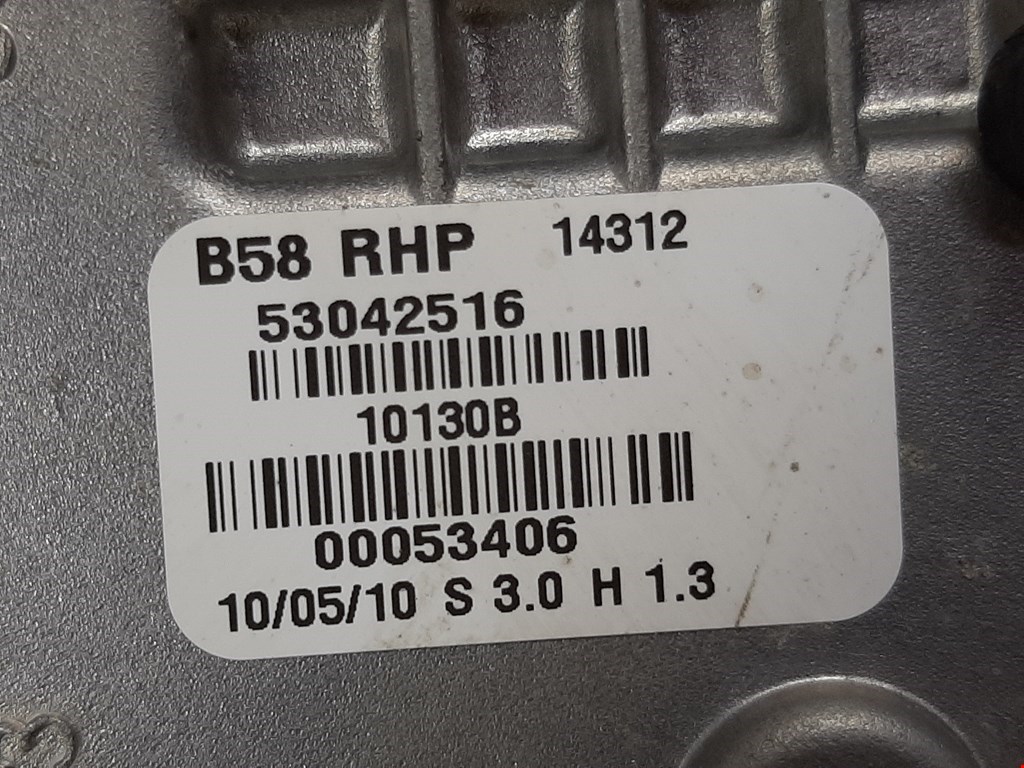 B58 RHP 14312
53042516
10130B
00053406
10/05/10 S 3.0 H 1.3